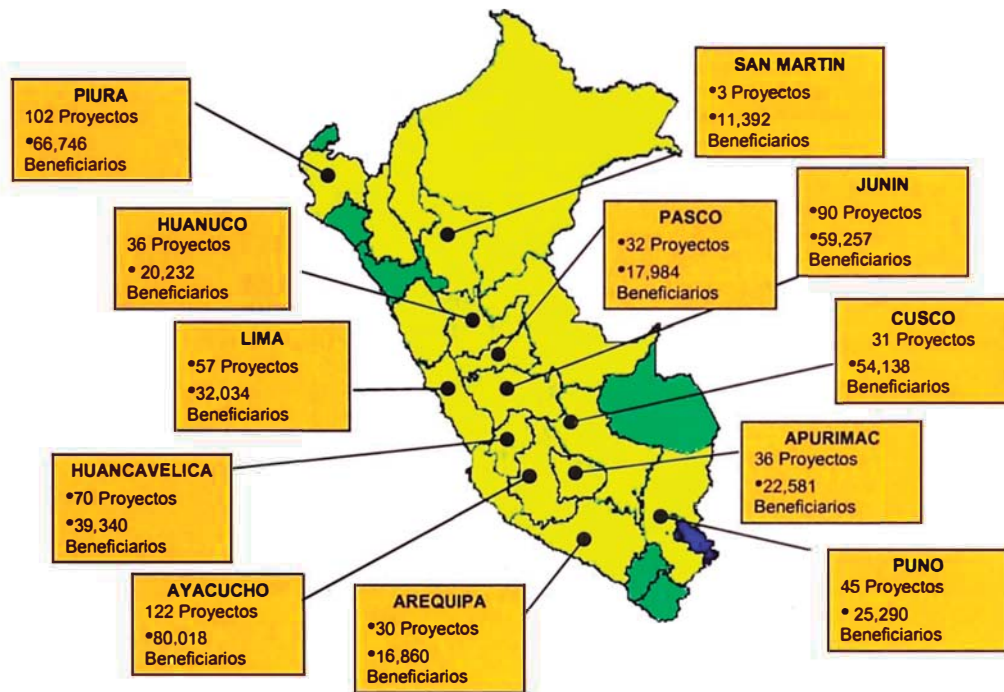 PIURA
102 Proyectos
•66,746
Beneficiarios
SAN MARTIN
•3 Proyectos
•11,392
Beneficiarios
HUANUCO
36 Proyectos
• 20,232
Beneficiarios
PASCO
•32 Proyectos
•17,984
Beneficiarios
JUNIN
•90 Proyectos
•59,257
Beneficiarios
LIMA
•57 Proyectos
•32,034
Beneficiarios
CUSCO
31 Proyectos
•54,138
Beneficiarios
HUANCAVELICA
•70 Proyectos
•39,340
Beneficiarios
APURIMAC
36 Proyectos
•22,581
Beneficiarios
AYACUCHO
122 Proyectos
•80,018
Beneficiarios
AREQUIPA
•30 Proyectos
•16,860
Beneficiarios
PUNO
45 Proyectos
• 25,290
Beneficiarios